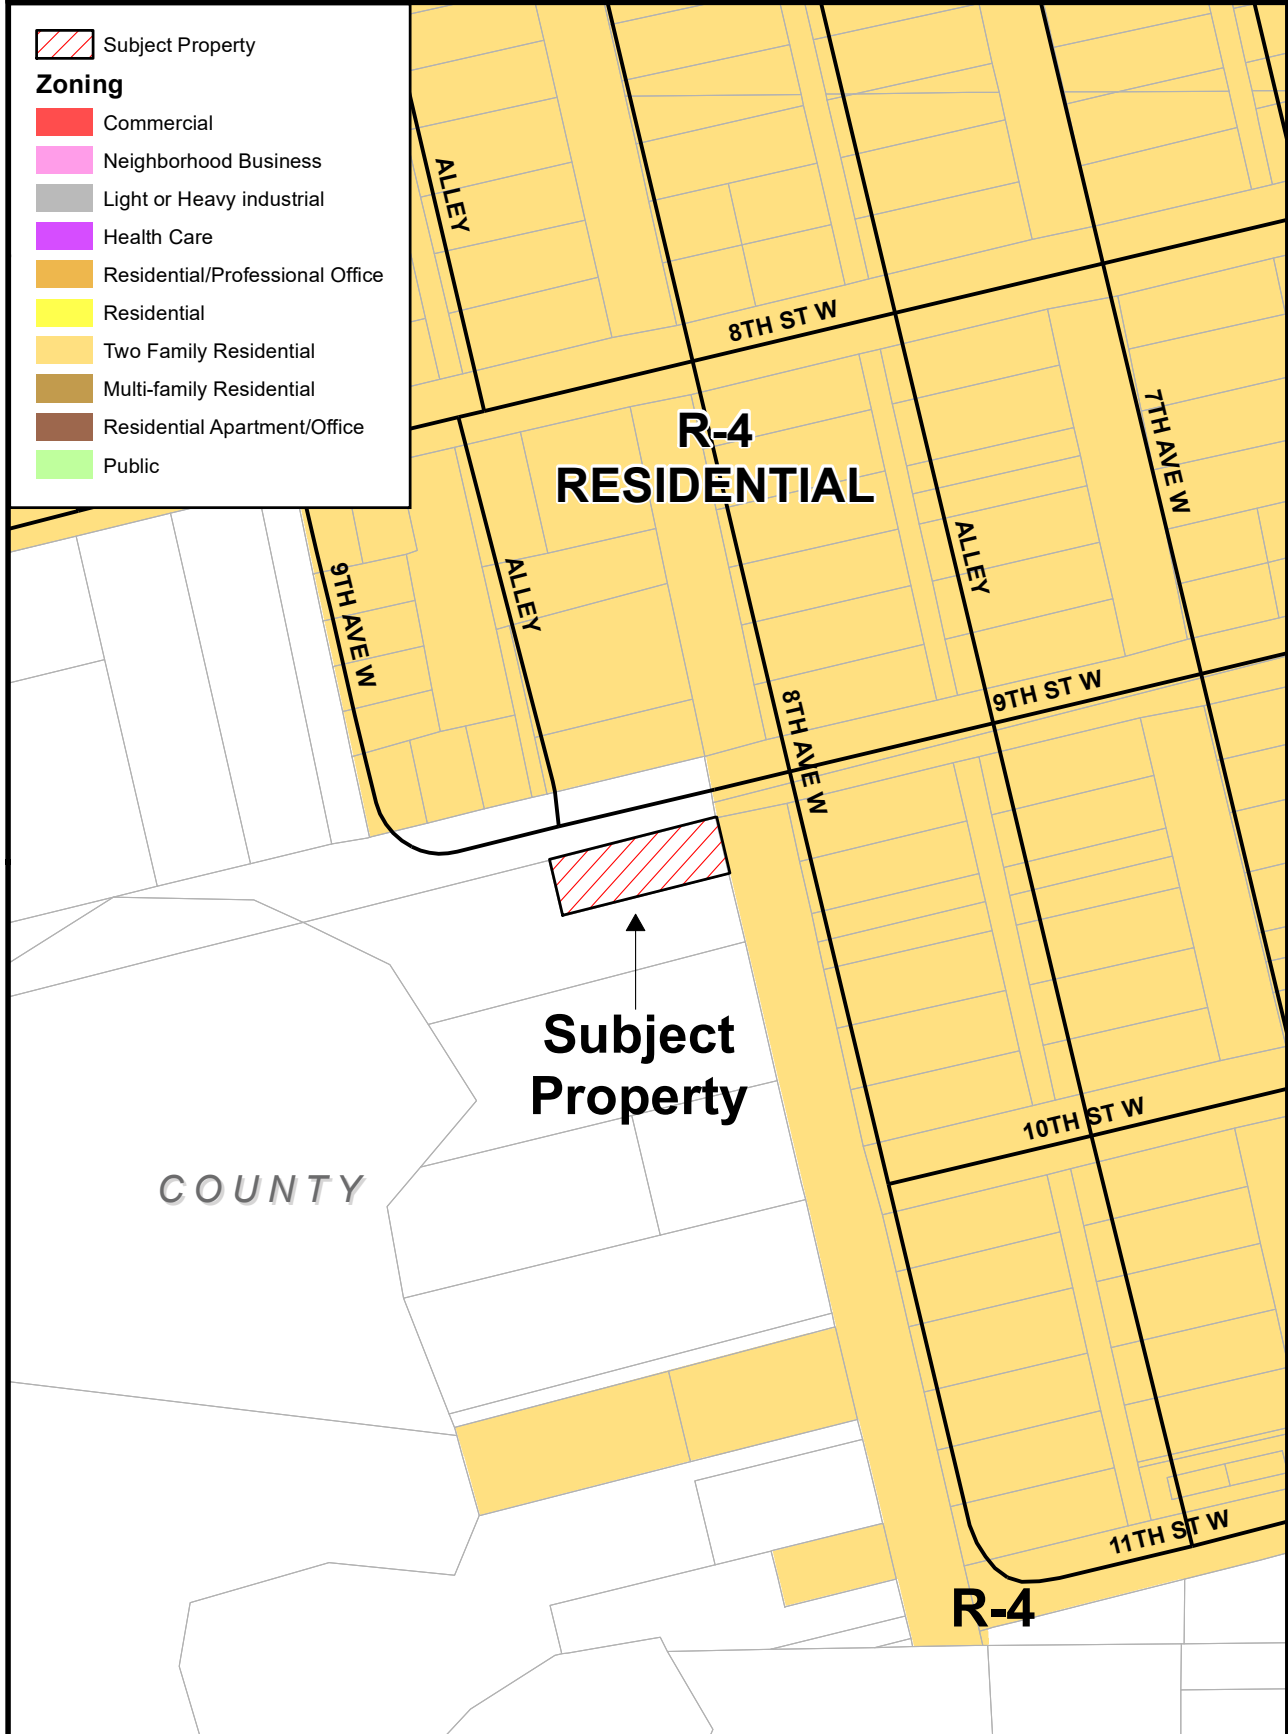 Subject Property
Zoning
Commercial
Neighborhood Business
Light or Heavy industrial
Health Care
Residential/Professional Office
Residential
Two Family Residential
Multi-family Residential
Residential Apartment/Office
Public
ALLEY
8TH ST W
R-4
RESIDENTIAL
7TH AVE W
ALLEY
ALLEY
9TH AVE W
9TH ST W
8TH AVE W
Subject
Property
10TH ST W
COUNTY
11TH ST W
R-4